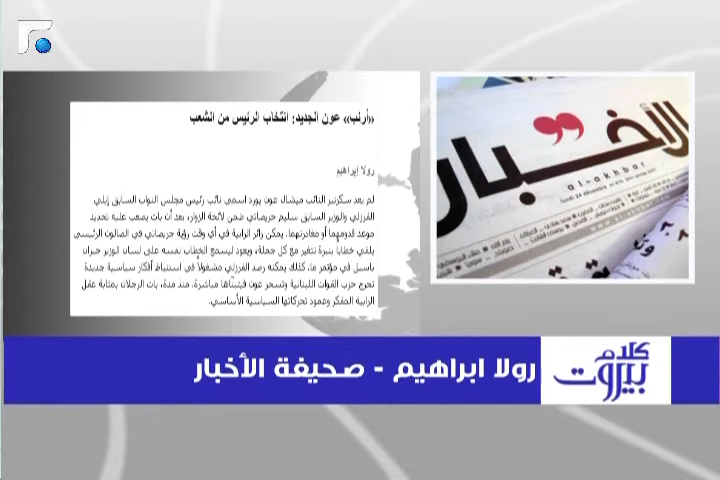 «أرنب» عون الجديد: انتخاب الرئيس من الشعب
رولا إبراهيم
لم يعد سكرتير النائب ميشال عون يورد اسمي نائب رئيس مجلس النواب السابق إيلي
الفرزلي والوزير السابق سليم جريصاتي ضمن لائحة الزوار، بعد أن بات يصعب عليه تحديد
موعد قدومهما أو مغادرتهما. يمكن زائر الرابية في أي وقت رؤية جريصاتي في الصالون الرئيسي
يلقي خطاباً بنبرة تتغير مع كل جملة، ويعود ليسمع الخطاب نفسه على لسان الوزير جبران
باسيل في مؤتمر ما. كذلك يمكنه رصد الفرزلي مشغولاً في استنباط أفكار سياسية جديدة
تحرج حزب القوات اللبنانية وتسحر عون فيتبنّاها مباشرة. منذ مدة، بات الرجلان بمثابة عقل
الرابية المفكر وعمود تحركاتها السياسية الأساسي.
الأخبار
al-akhbar
كلام
بيروت
رولا ابراهيم - صحيفة الأخبار